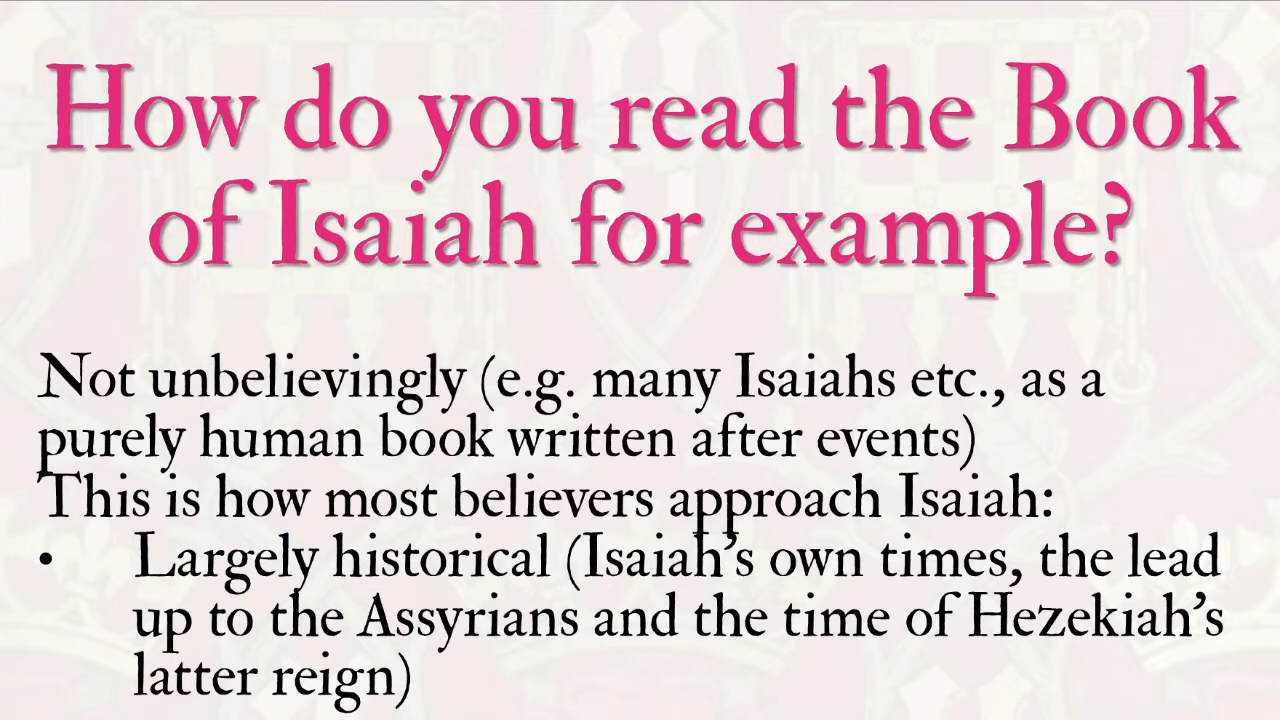 How do you read the Book
of Isaiah for example?
Not unbelievingly (e.g. many Isaiahs etc., as a
purely human book written after events)
This is how most believers approach Isaiah:
• Largely historical (Isaiah’s own times, the lead
up to the Assyrians and the time of Hezekiah’s
latter reign)